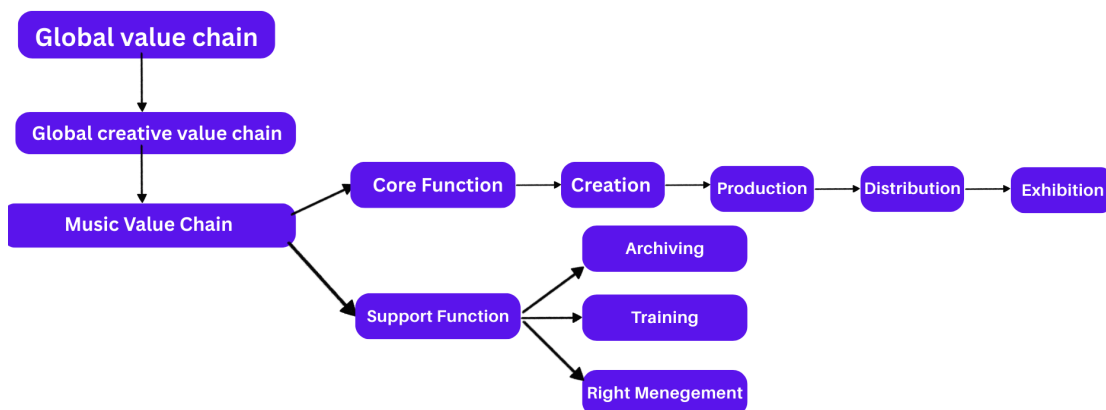 Global value chain
Global creative value chain
Music Value Chain
Core Function
Creation
Production
Distribution
Exhibition
Support Function
Archiving
Training
Right Menegement